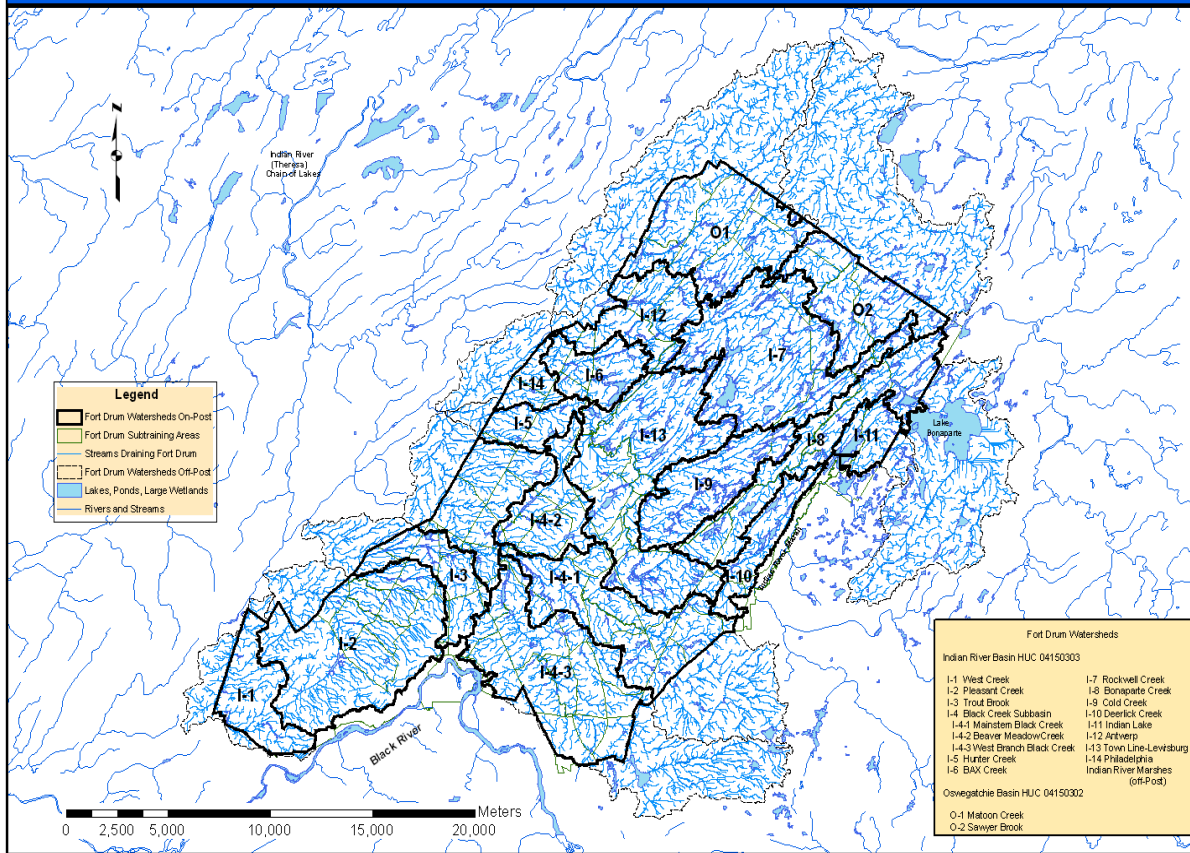 Indian River
(Theresa)
Chain of Lakes
N
O1
I-12
O2
I-7
I-6
I-14
I-5
I-13
I-8
I-11
Lake
Bonaparte
I-9
I-4-2
I-3
I-4-1
I-10
I-2
I-4-3
I-1
Black River
Legend
Fort Drum Watersheds On-Post
Fort Drum Subtraining Areas
Streams Draining Fort Drum
Fort Drum Watersheds Off-Post
Lakes, Ponds, Large Wetlands
Rivers and Streams
Meters
0 2,500 5,000 10,000 15,000 20,000
Fort Drum Watersheds
Indian River Basin HUC 04150303
I-1 West Creek
I-2 Pleasant Creek
I-3 Trout Brook
I-4 Black Creek Subbasin
I-4-1 Mainstem Black Creek
I-4-2 Beaver MeadowCreek
I-4-3 West Branch Black Creek
I-5 Hunter Creek
I-6 BAX Creek
I-7 Rockwell Creek
I-8 Bonaparte Creek
I-9 Cold Creek
I-10 Deerlick Creek
I-11 Indian Lake
I-12 Antwerp
I-13 Town Line-Lewisburg
I-14 Philadelphia
Indian River Marshes
(off-Post)
Oswegatchie Basin HUC 04150302
O-1 Matoon Creek
O-2 Sawyer Brook